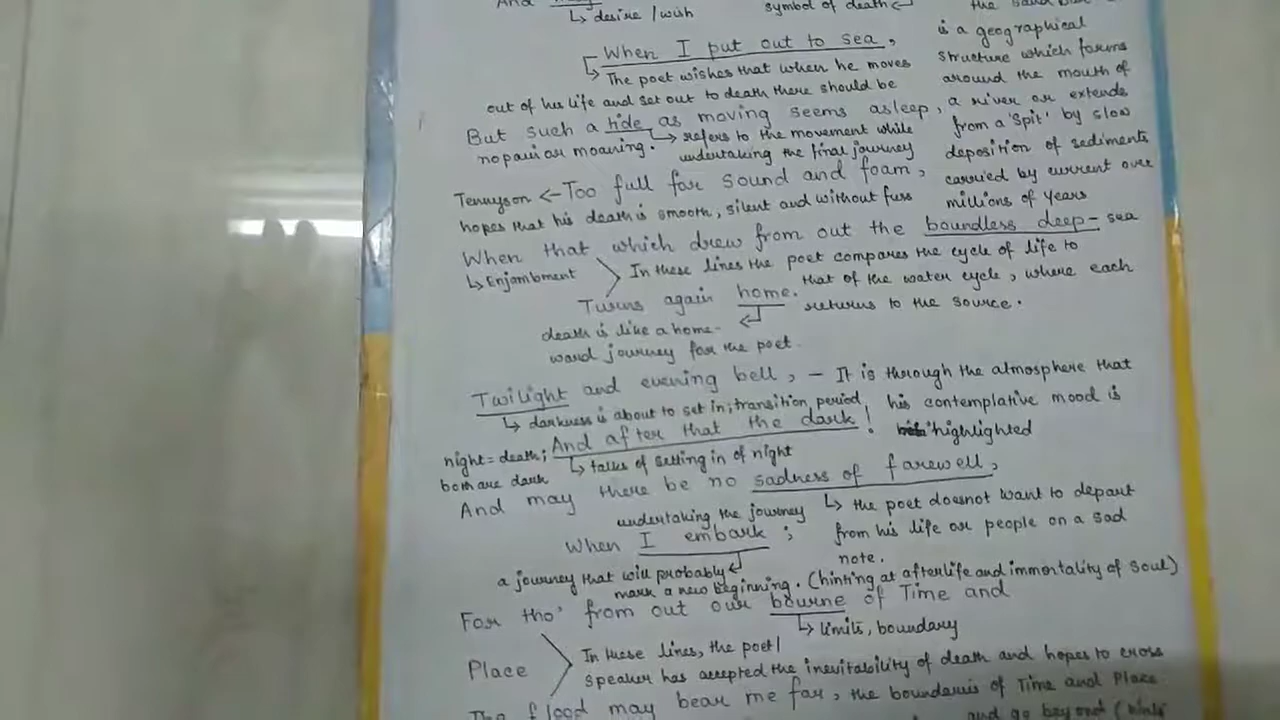 And
↳ desire / wish
symbol of death ↵
the sand
When I put out to sea,
↳ The poet wishes that when he moves
out of his life and set out to death there should be
is a geographical
structure which forms
around the mouth of
a river or extends
from a 'Spit' by slow
deposition of sediments
carried by current over
millions of years
But such a tide as moving seems asleep,
no pain or moaning.
↳ refers to the movement while
undertaking the final journey
Tennyson ← Too full for sound and foam,
hopes that his death is smooth, silent and without fuss
When that which drew from out the boundless deep - sea
↳ Enjambment
In these lines the poet compares the cycle of life to
that of the water cycle, where each
returns to the source.
Turns again home.
death is like a home-
ward journey for the poet.
Twilight and evening bell, - It is through the atmosphere that
↳ darkness is about to set in; transition period
his contemplative mood is
highlighted
And after that the dark!
night = death;
both are dark
↳ talks of setting in of night
And may there be no sadness of farewell,
undertaking the journey
↳ the poet doesnot want to depart
from his life or people on a sad
note.
When I embark;
a journey that will probably
mark a new beginning. (hinting at afterlife and immortality of soul)
For tho' from out our bourne of Time and
↳ limits, boundary
Place
In these lines, the poet/
speaker has accepted the inevitability of death and hopes to cross
The flood may bear me far, the boundaries of Time and Place
and go beyond